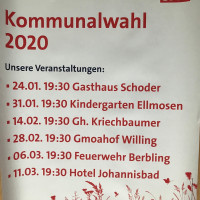 Kommunalwahl
2020
Unsere Veranstaltungen:
• 24.01. 19:30 Gasthaus Schoder
• 31.01. 19:30 Kindergarten Ellmosen
• 14.02. 19:30 Gh. Kriechbaumer
• 28.02. 19:30 Gmoahof Willing
• 06.03. 19:30 Feuerwehr Berbling
• 11.03. 19:30 Hotel Johannisbad